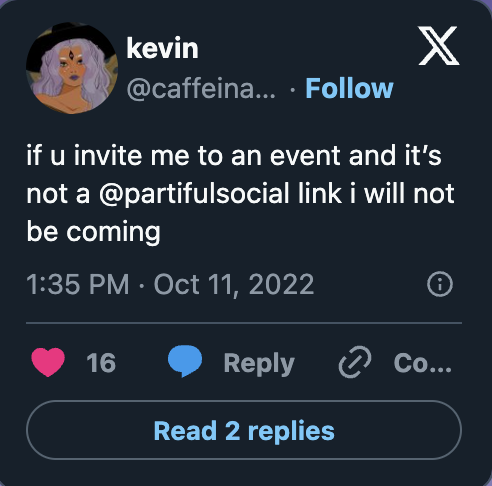 kevin
@caffeina... · Follow
if u invite me to an event and it's
not a @partifulsocial link i will not
be coming
1:35 PM · Oct 11, 2022
16 Reply Co...
Read 2 replies